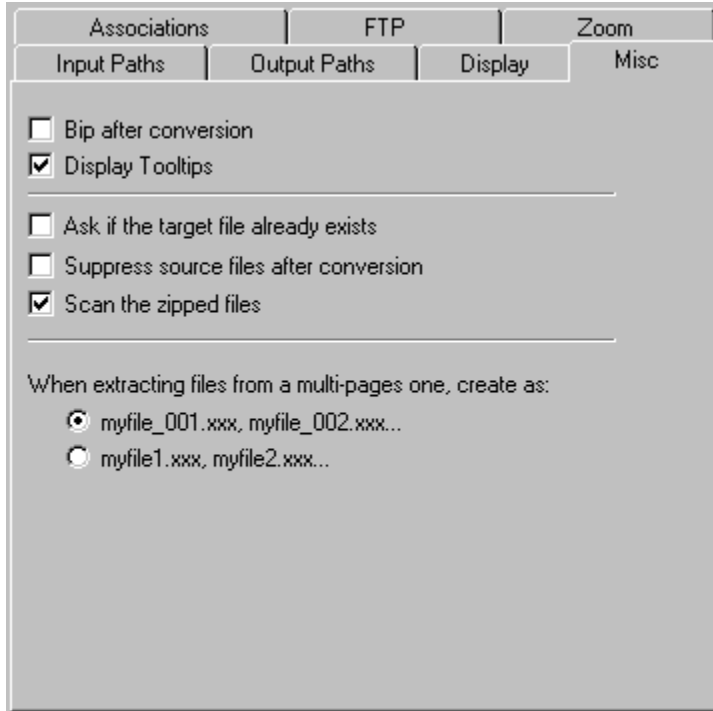 Associations FTP Zoom
Input Paths Output Paths Display Misc
Bip after conversion
Display Tooltips
Ask if the target file already exists
Suppress source files after conversion
Scan the zipped files
When extracting files from a multi-pages one, create as:
myfile_001.xxx, myfile_002.xxx...
myfile1.xxx, myfile2.xxx...